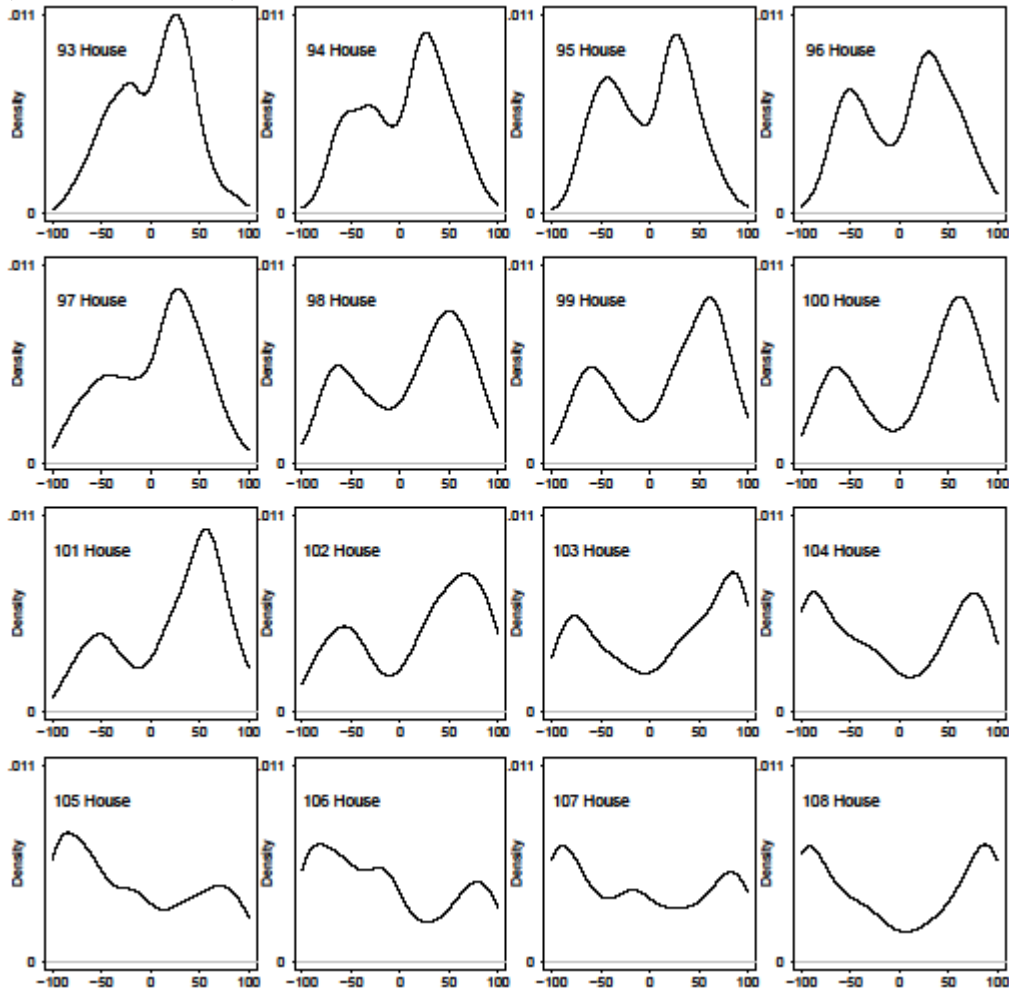 .011 .011 .011 .011
93 House 94 House 95 House 96 House
Density Density Density Density
0 0 0 0
−100 −50 0 50 100 −100 −50 0 50 100 −100 −50 0 50 100 −100 −50 0 50 100
.011 .011 .011 .011
97 House 98 House 99 House 100 House
Density Density Density Density
0 0 0 0
−100 −50 0 50 100 −100 −50 0 50 100 −100 −50 0 50 100 −100 −50 0 50 100
.011 .011 .011 .011
101 House 102 House 103 House 104 House
Density Density Density Density
0 0 0 0
−100 −50 0 50 100 −100 −50 0 50 100 −100 −50 0 50 100 −100 −50 0 50 100
.011 .011 .011 .011
105 House 106 House 107 House 108 House
Density Density Density Density
0 0 0 0
−100 −50 0 50 100 −100 −50 0 50 100 −100 −50 0 50 100 −100 −50 0 50 100